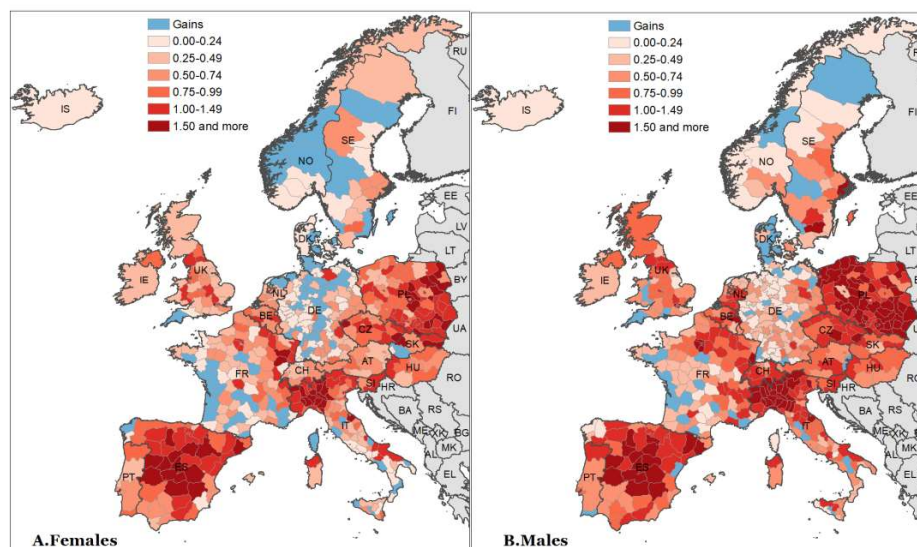 Gains
0.00-0.24
0.25-0.49
0.50-0.74
0.75-0.99
1.00-1.49
1.50 and more
RU
IS
FI
SE
NO
EE
LV
DK
LT
IE
UK
BY
NL
PL
BE
DE
UA
CZ
SK
AT
FR
CH
HU
SI
HR
RO
BA
RS
IT
ME
XK
BG
MK
AL
ES
PT
EL
A.Females
Gains
0.00-0.24
0.25-0.49
0.50-0.74
0.75-0.99
1.00-1.49
1.50 and more
IS
FI
SE
NO
EE
LV
DK
LT
IE
UK
NL
PL
BE
DE
CZ
SK
AT
FR
CH
HU
SI
HR
RO
BA
RS
IT
ME
XK
MK
AL
ES
PT
EL
B.Males